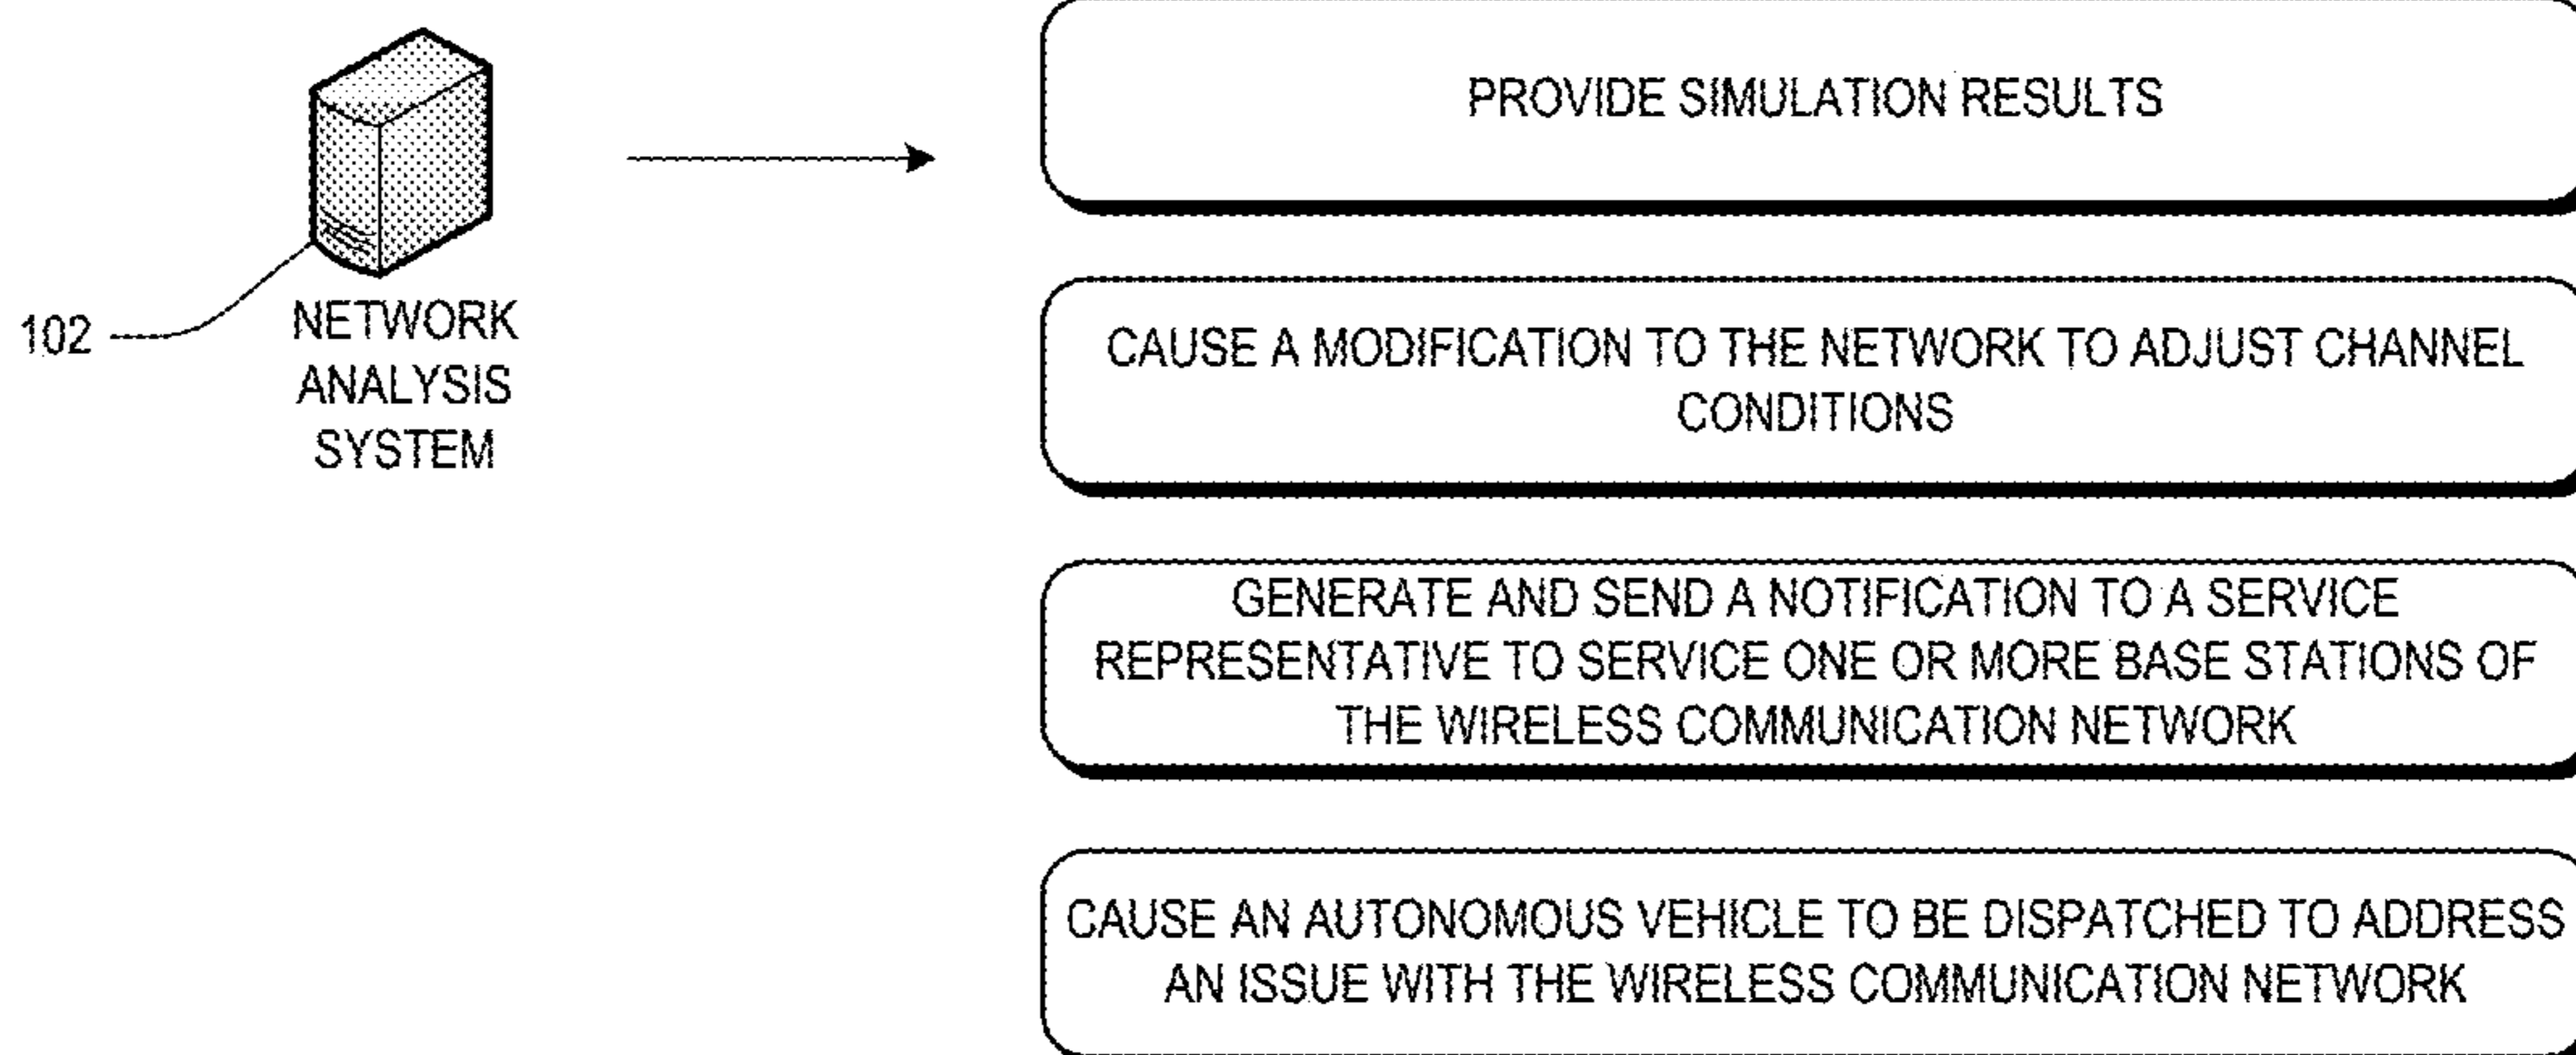 PROVIDE SIMULATION RESULTS
102
NETWORK
ANALYSIS
SYSTEM
CAUSE A MODIFICATION TO THE NETWORK TO ADJUST CHANNEL
CONDITIONS
GENERATE AND SEND A NOTIFICATION TO A SERVICE
REPRESENTATIVE TO SERVICE ONE OR MORE BASE STATIONS OF
THE WIRELESS COMMUNICATION NETWORK
CAUSE AN AUTONOMOUS VEHICLE TO BE DISPATCHED TO ADDRESS
AN ISSUE WITH THE WIRELESS COMMUNICATION NETWORK